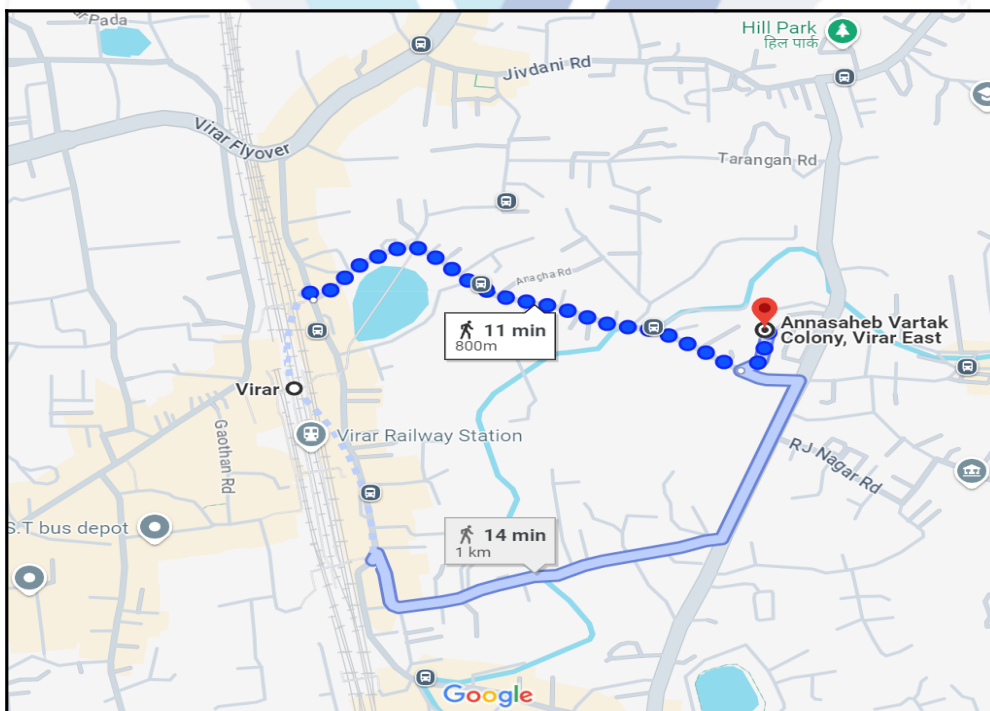 Hill Park
हिल पार्क
Jivdani Rd
Virar Flyover
Tarangan Rd
Anagha Rd
11 min
800m
Annasaheb Vartak
Colony, Virar East
Virar
Virar Railway Station
Gaothan Rd
RJ Nagar Rd
S.T bus depot
14 min
1 km
Google